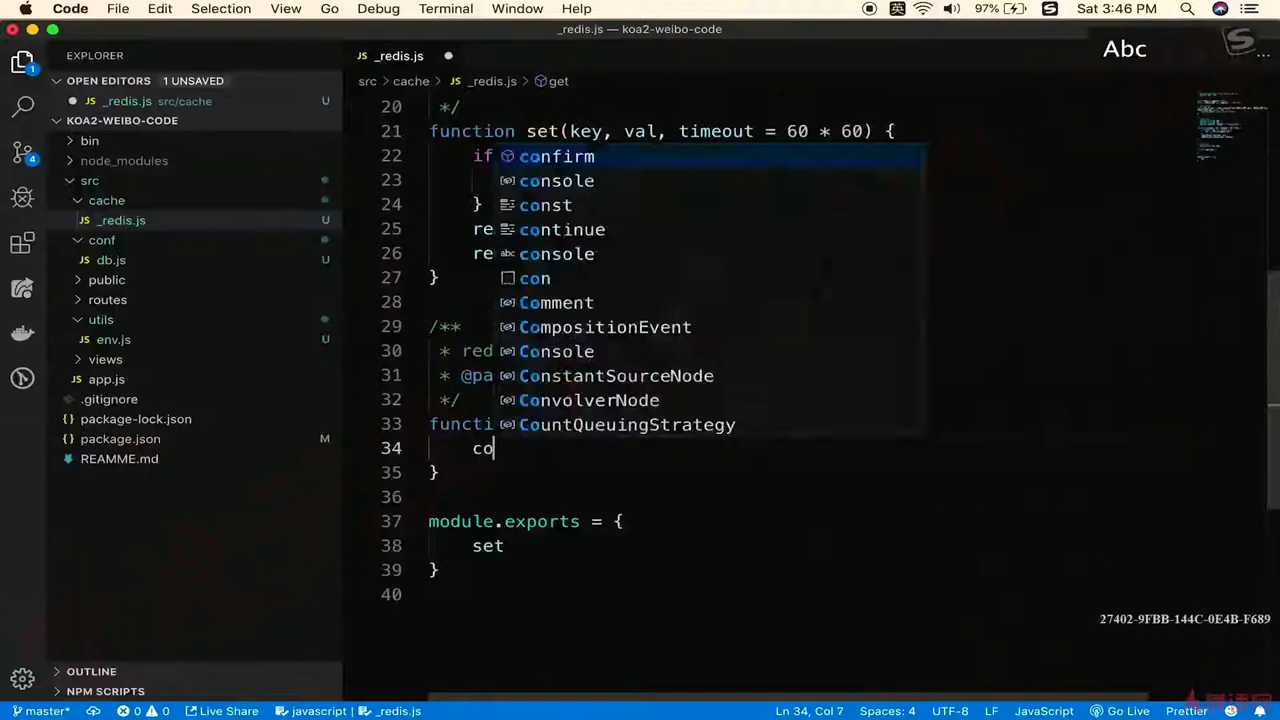 Code File Edit Selection View Go Debug Terminal Window Help 英 97% Sat 3:46 PM
_redis.js — koa2-weibo-code
Abc
EXPLORER
JS _redis.js
OPEN EDITORS 1 UNSAVED
src > cache > JS _redis.js > get
JS _redis.js src/cache U
KOA2-WEIBO-CODE
bin
node_modules
src
cache
JS _redis.js U
conf
JS db.js U
public
routes
utils
JS env.js U
views
JS app.js
.gitignore
{} package-lock.json
{} package.json M
REAMME.md
OUTLINE
NPM SCRIPTS
1
4
20 */
21 function set(key, val, timeout = 60 * 60) {
22 if
23
24 }
25 re
26 re
27 }
28
29 /**
30 * red
31 * @pa
32 */
33 functi
34 co
35 }
36
37 module.exports = {
38 set
39 }
40
confirm
console
const
continue
abc console
con
Comment
CompositionEvent
Console
ConstantSourceNode
ConvolverNode
CountQueuingStrategy
27402-9FBB-144C-0E4B-F689
master* 0 0 Live Share javascript | _redis.js Ln 34, Col 7 Spaces: 4 UTF-8 LF JavaScript Go Live Prettier